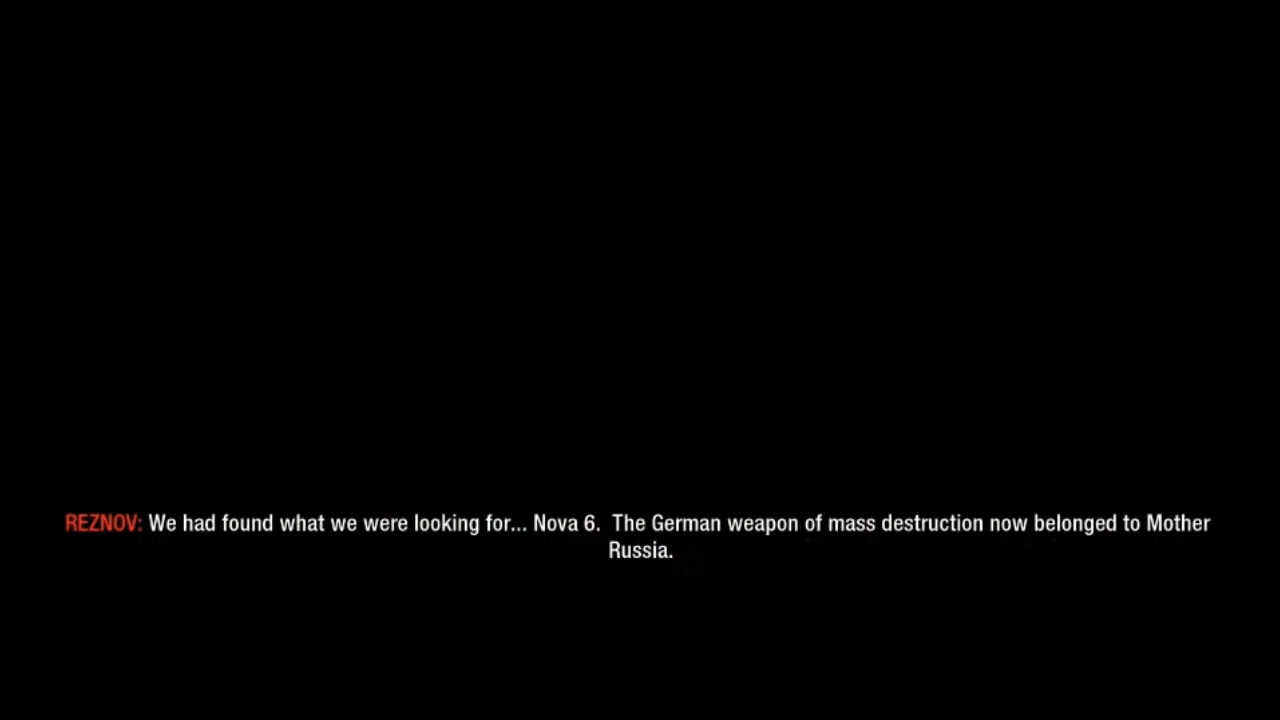 REZNOV: We had found what we were looking for... Nova 6.  The German weapon of mass destruction now belonged to Mother
Russia.